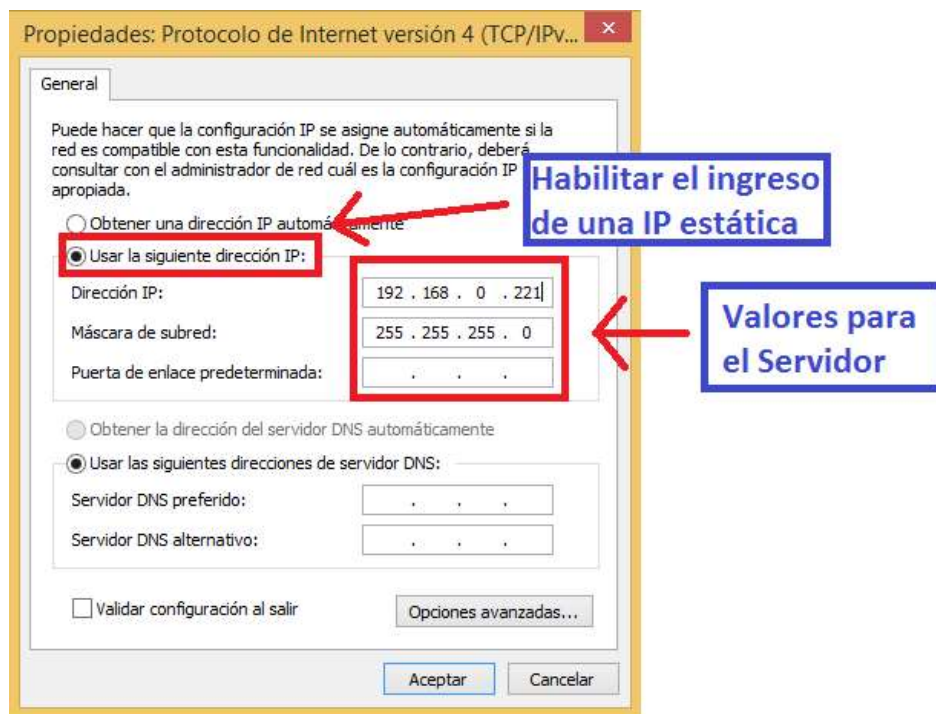 Propiedades: Protocolo de Internet versión 4 (TCP/IPv...
General
Puede hacer que la configuración IP se asigne automáticamente si la
red es compatible con esta funcionalidad. De lo contrario, deberá
consultar con el administrador de red cuál es la configuración IP
apropiada.
Habilitar el ingreso
de una IP estática
Obtener una dirección IP automáticamente
Usar la siguiente dirección IP:
Dirección IP:
192 . 168 . 0 . 221
Máscara de subred:
255 . 255 . 255 . 0
Puerta de enlace predeterminada:
. . .
Valores para
el Servidor
Obtener la dirección del servidor DNS automáticamente
Usar las siguientes direcciones de servidor DNS:
Servidor DNS preferido:
. . .
Servidor DNS alternativo:
. . .
Validar configuración al salir
Opciones avanzadas...
Aceptar
Cancelar